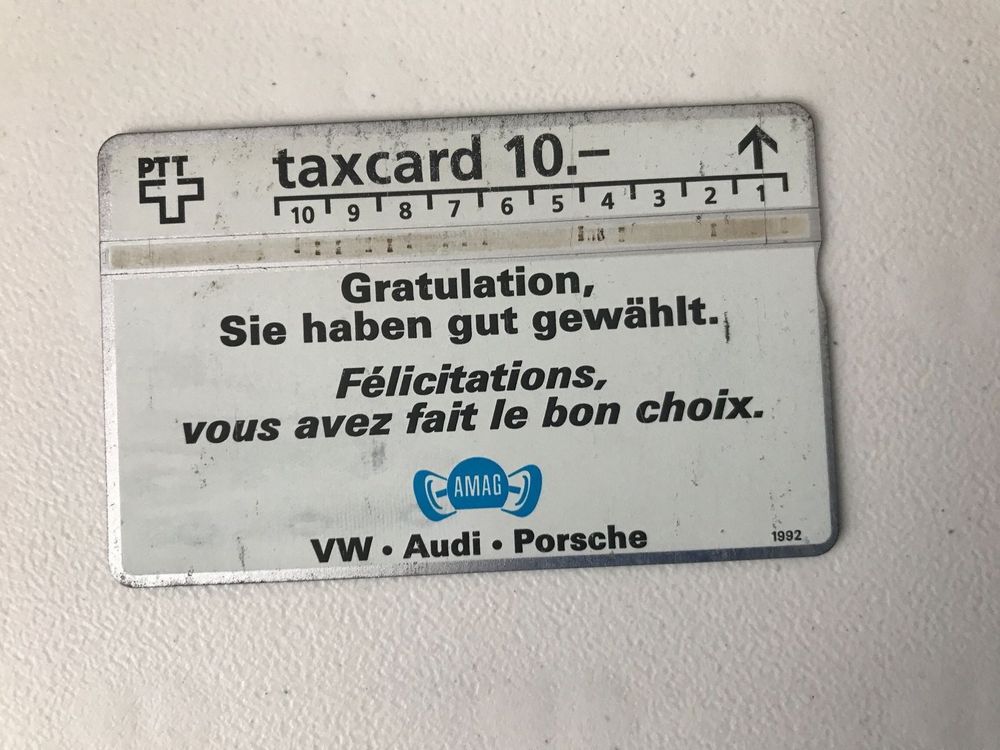 PTT
taxcard 10.–
10 9 8 7 6 5 4 3 2 1
Gratulation,
Sie haben gut gewählt.
Félicitations,
vous avez fait le bon choix.
AMAG
VW • Audi • Porsche
1992